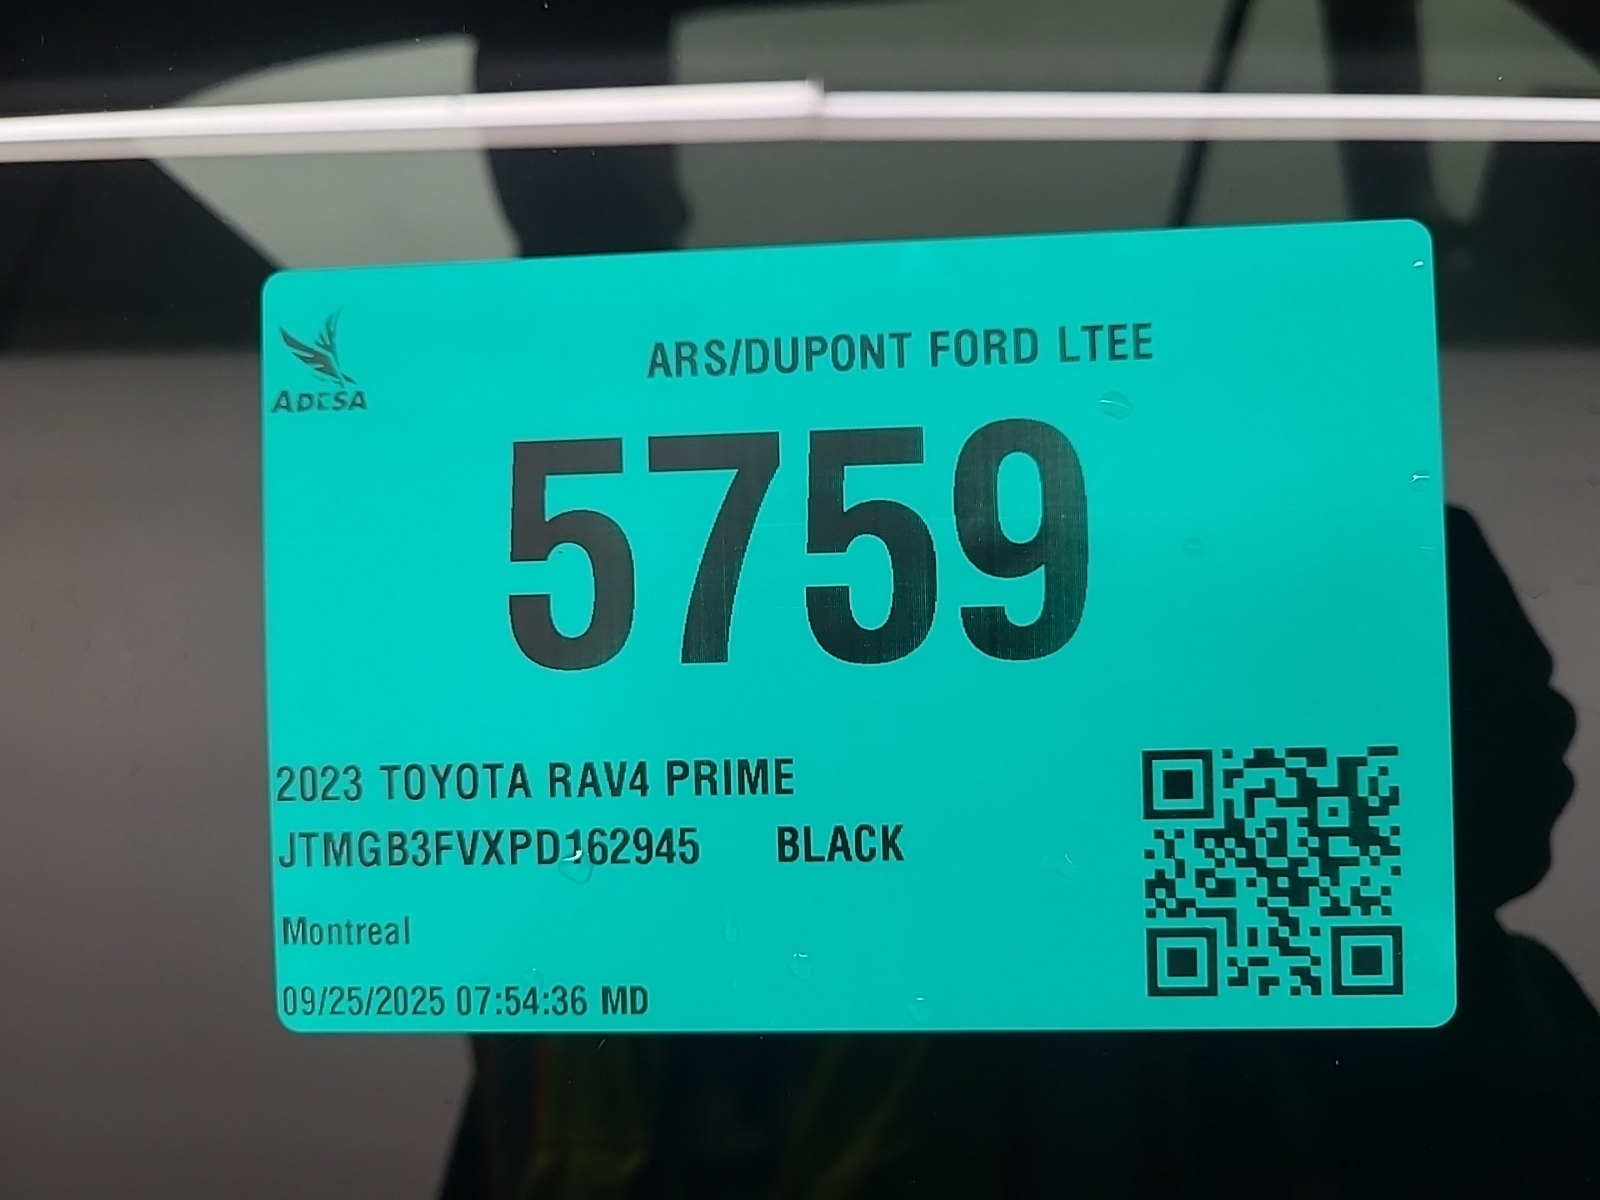 ARS/DUPONT FORD LTEE
ADESA
5759
2023 TOYOTA RAV4 PRIME
JTMGB3FVXPD162945 BLACK
Montreal
09/25/2025 07:54:36 MD